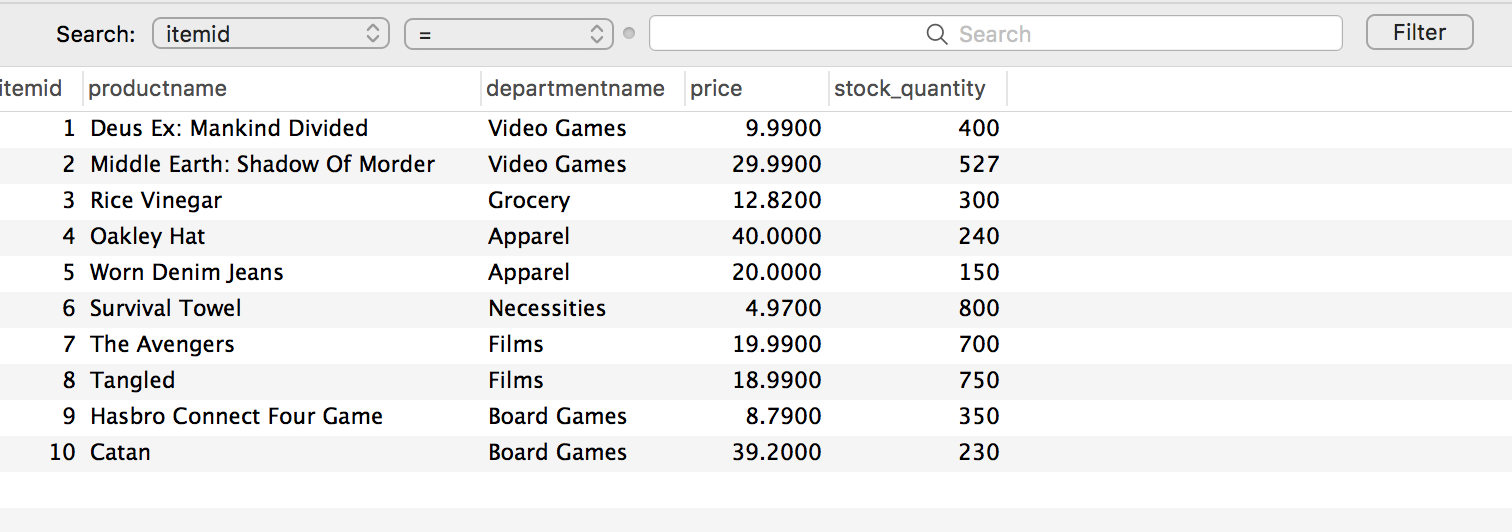 Search: itemid = Search Filter
itemid productname departmentname price stock_quantity
1 Deus Ex: Mankind Divided Video Games 9.9900 400
2 Middle Earth: Shadow Of Morder Video Games 29.9900 527
3 Rice Vinegar Grocery 12.8200 300
4 Oakley Hat Apparel 40.0000 240
5 Worn Denim Jeans Apparel 20.0000 150
6 Survival Towel Necessities 4.9700 800
7 The Avengers Films 19.9900 700
8 Tangled Films 18.9900 750
9 Hasbro Connect Four Game Board Games 8.7900 350
10 Catan Board Games 39.2000 230